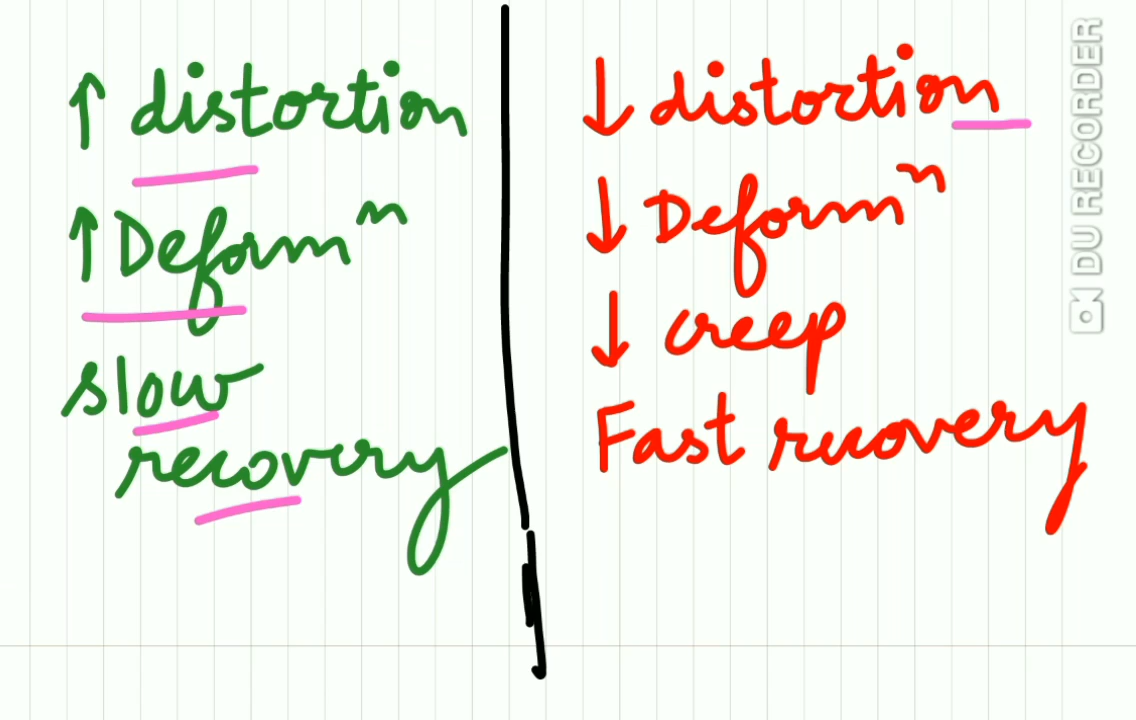 ↑ distortion
↑ Deformⁿ
slow
recovery
↓ distortion
↓ Deformⁿ
↓ creep
Fast recovery
DU RECORDER